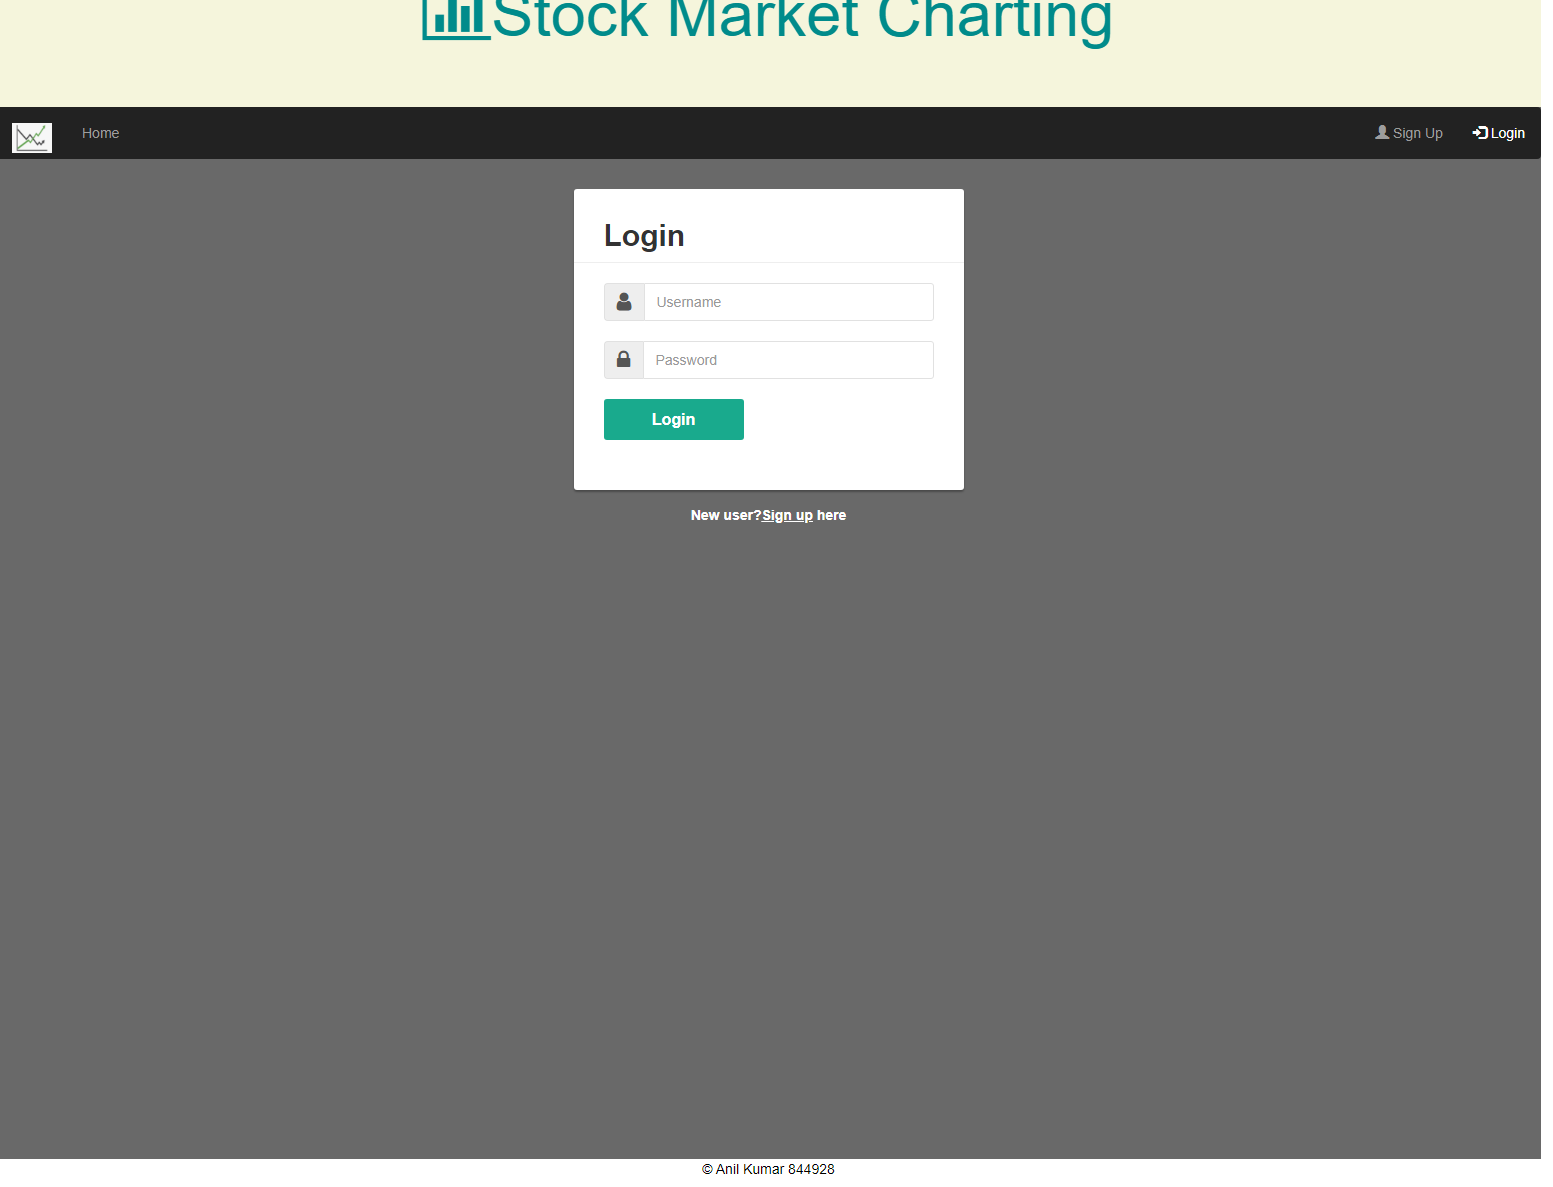 Stock Market Charting
Home
Sign Up
Login
Login
Username
Password
Login
New user?Sign up here
© Anil Kumar 844928